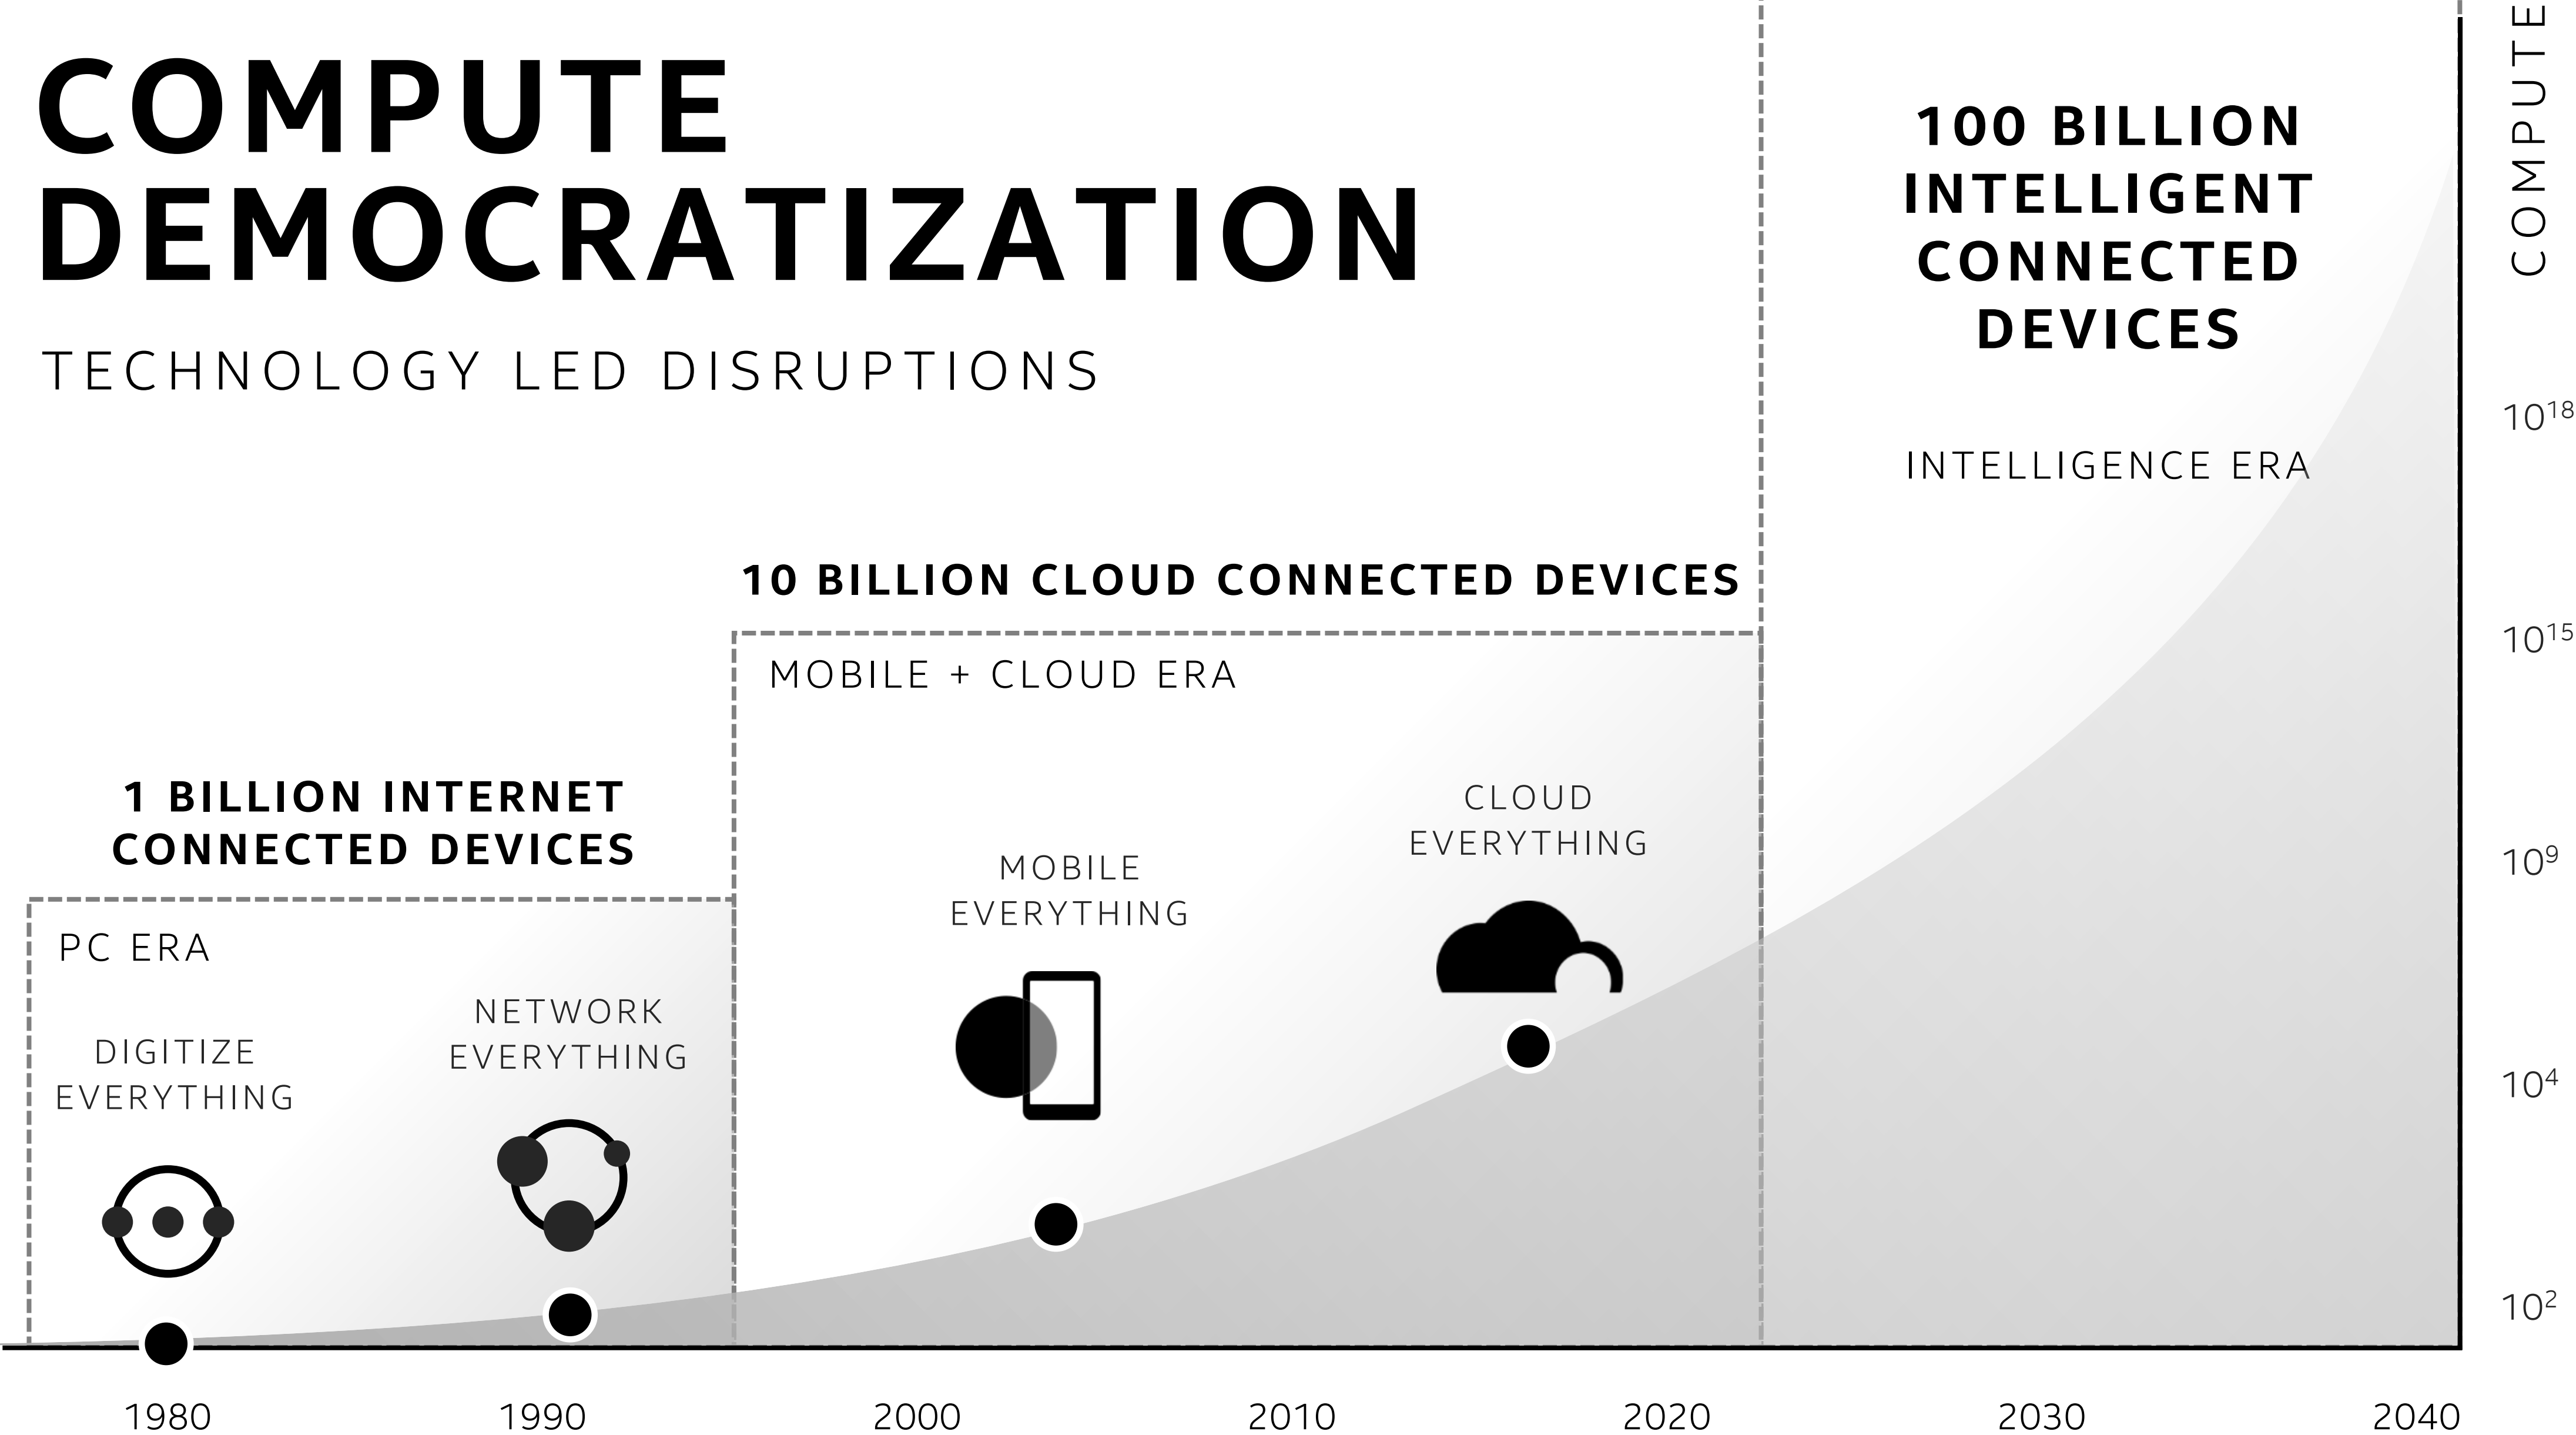 COMPUTE
DEMOCRATIZATION
TECHNOLOGY LED DISRUPTIONS
100 BILLION
INTELLIGENT
CONNECTED
DEVICES
INTELLIGENCE ERA
10 BILLION CLOUD CONNECTED DEVICES
MOBILE + CLOUD ERA
CLOUD
EVERYTHING
MOBILE
EVERYTHING
1 BILLION INTERNET
CONNECTED DEVICES
PC ERA
NETWORK
EVERYTHING
DIGITIZE
EVERYTHING
COMPUTE
10¹⁸
10¹⁵
10⁹
10⁴
10²
1980 1990 2000 2010 2020 2030 2040